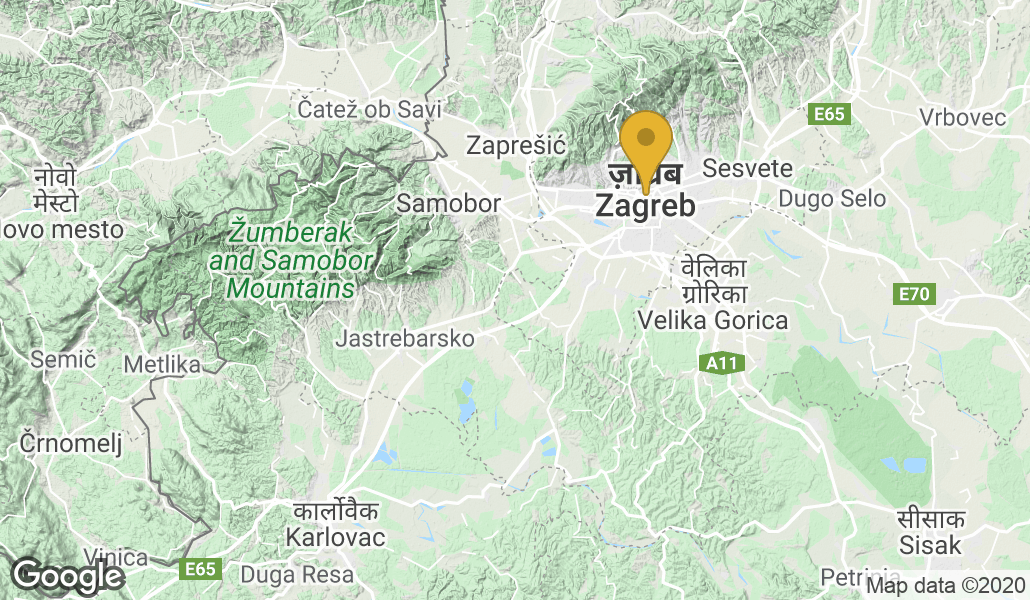 Čatež ob Savi
E65
Vrbovec
Zaprešić
Sesvete
नोवो
मेस्टो
Novo mesto
Samobor
Zagreb
Dugo Selo
Žumberak
and Samobor
Mountains
वेलिका
ग्रोरिका
Velika Gorica
E70
Jastrebarsko
Semič
Metlika
A11
Črnomelj
कार्लोवैक
Karlovac
सीसाक
Sisak
Vinica
E65
Duga Resa
Petrinja
Google
Map data ©2020